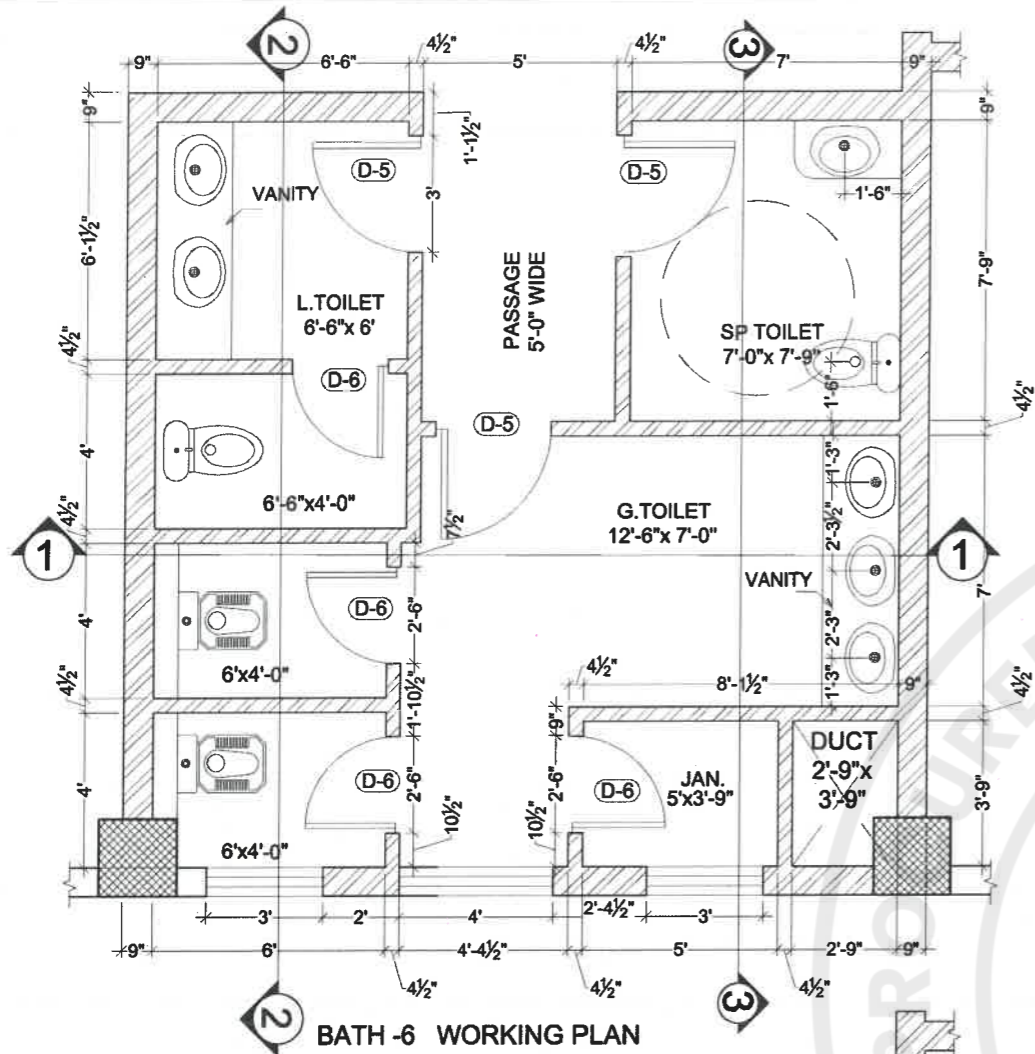 2
3
9"
6'-6"
4½"
5'
4½"
7'
9"
9"
1'-1½"
9"
D-5
D-5
VANITY
3'
1'-6"
6'-1½"
L.TOILET
6'-6"x 6'
PASSAGE
5'-0" WIDE
SP TOILET
7'-0"x 7'-9"
7'-9"
4½"
D-6
1'-6"
4½"
D-5
4'
6'-6"x4'-0"
1'-3"
G.TOILET
12'-6"x 7'-0"
2'-3½"
4½"
7½"
1
1
D-6
VANITY
7'
4'
2'-6"
2'-3"
6'x4'-0"
4½"
8'-1½"
1'-3"
9"
4½"
4½"
1'-10½"
9"
DUCT
2'-9"x
3'-9"
D-6
2'-6"
2'-6"
D-6
JAN.
5'x3'-9"
3'-9"
4'
10½"
10½"
6'x4'-0"
3'
2'
4'
2'-4½"
3'
9"
6'
4'-4½"
5'
2'-9"
9"
4½"
4½"
4½"
2
3
BATH -6 WORKING PLAN
BRO URE